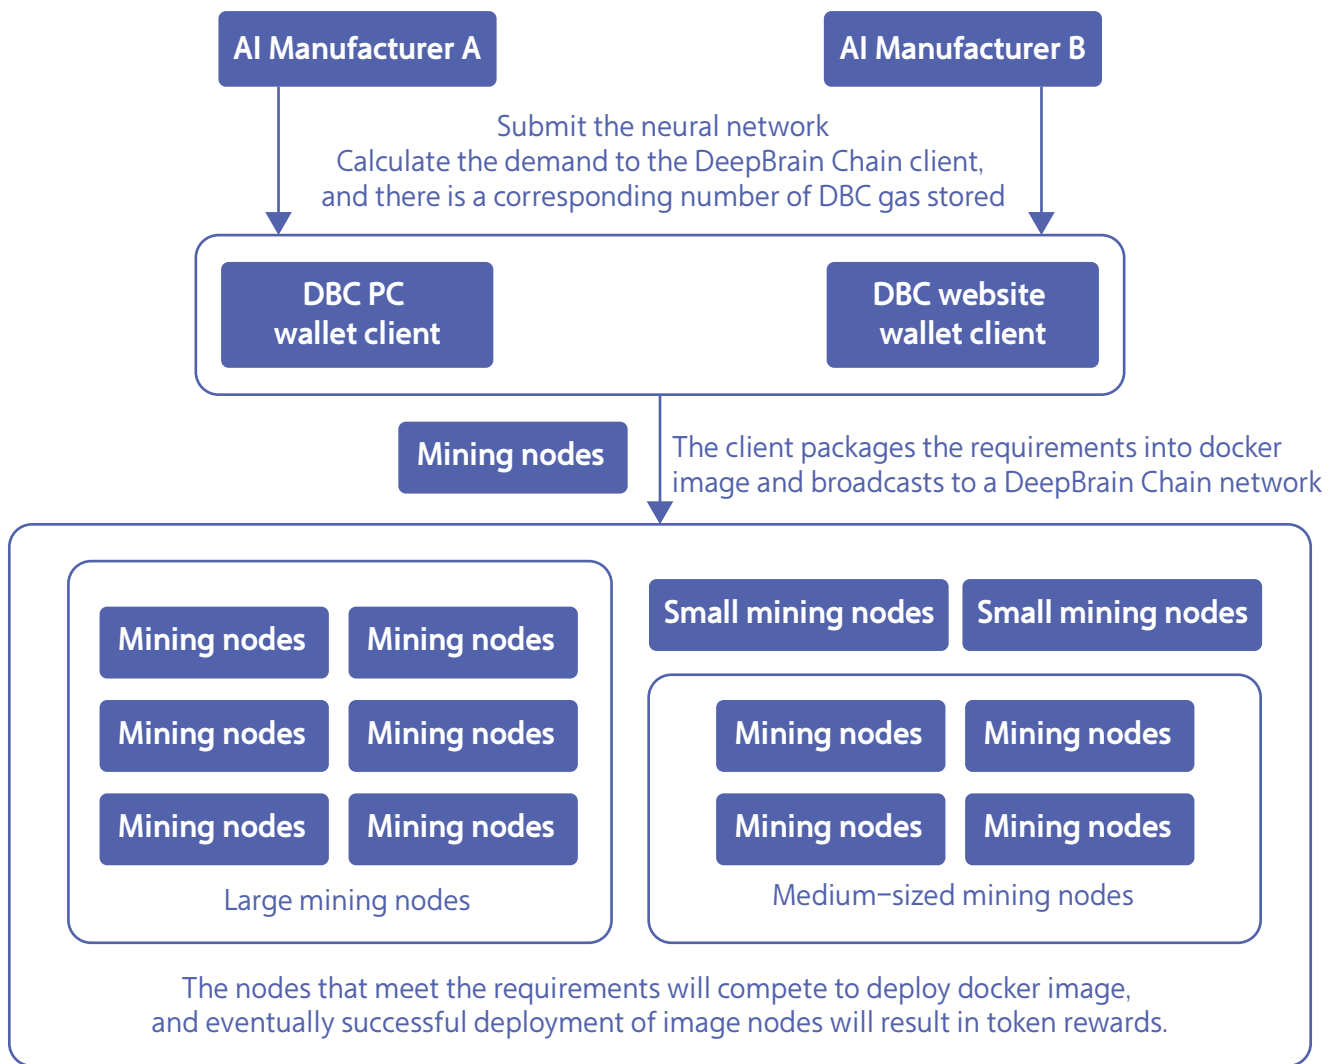 AI Manufacturer A
AI Manufacturer B
Submit the neural network
Calculate the demand to the DeepBrain Chain client,
and there is a corresponding number of DBC gas stored
DBC PC
wallet client
DBC website
wallet client
Mining nodes
The client packages the requirements into docker
image and broadcasts to a DeepBrain Chain network
Mining nodes
Mining nodes
Mining nodes
Mining nodes
Mining nodes
Mining nodes
Large mining nodes
Small mining nodes
Small mining nodes
Mining nodes
Mining nodes
Mining nodes
Mining nodes
Medium-sized mining nodes
The nodes that meet the requirements will compete to deploy docker image,
and eventually successful deployment of image nodes will result in token rewards.